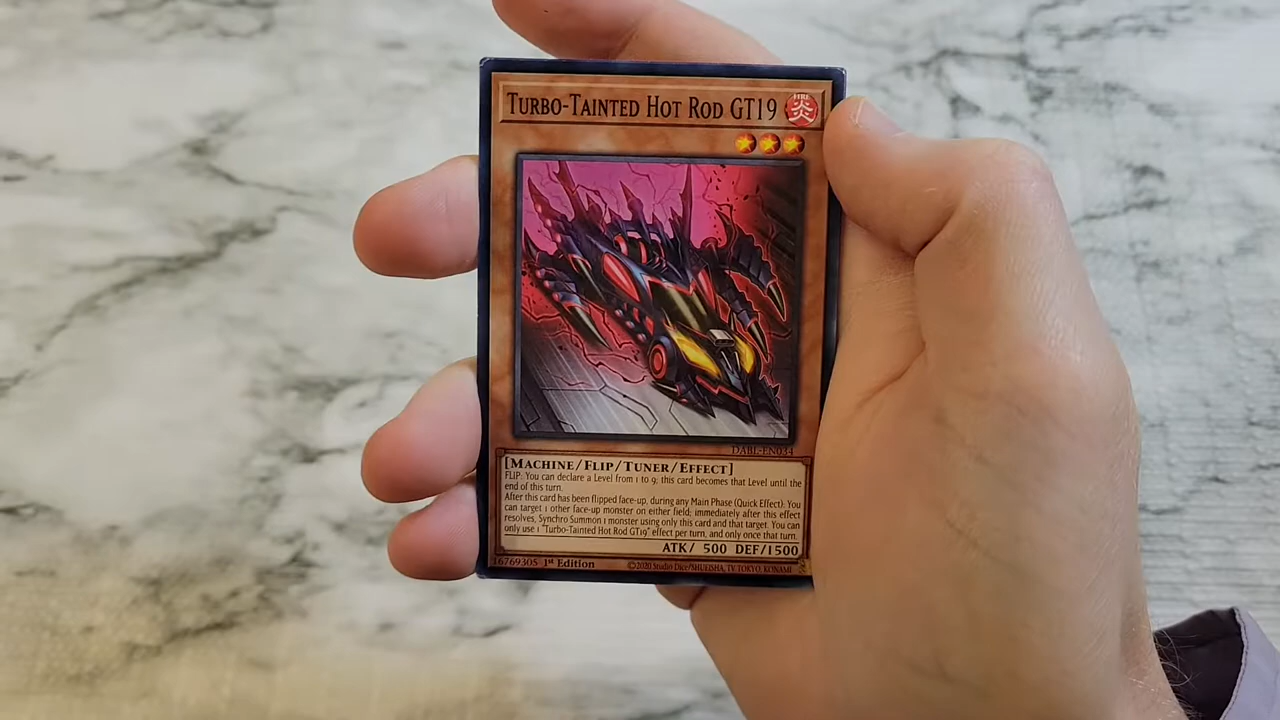 TURBO-TAINTED HOT ROD GT19
FIRE
炎
DABL-EN034
[MACHINE/FLIP/TUNER/EFFECT]
FLIP: You can declare a Level from 1 to 9; this card becomes that Level until the
end of this turn.
After this card has been flipped face-up, during any Main Phase (Quick Effect): You
can target 1 other face-up monster on either field; immediately after this effect
resolves, Synchro Summon 1 monster using only this card and that target. You can
only use 1 "Turbo-Tainted Hot Rod GT19" effect per turn, and only once that turn.
ATK/ 500 DEF/1500
16769305 1st Edition ©2020 Studio Dice/SHUEISHA, TV TOKYO, KONAMI